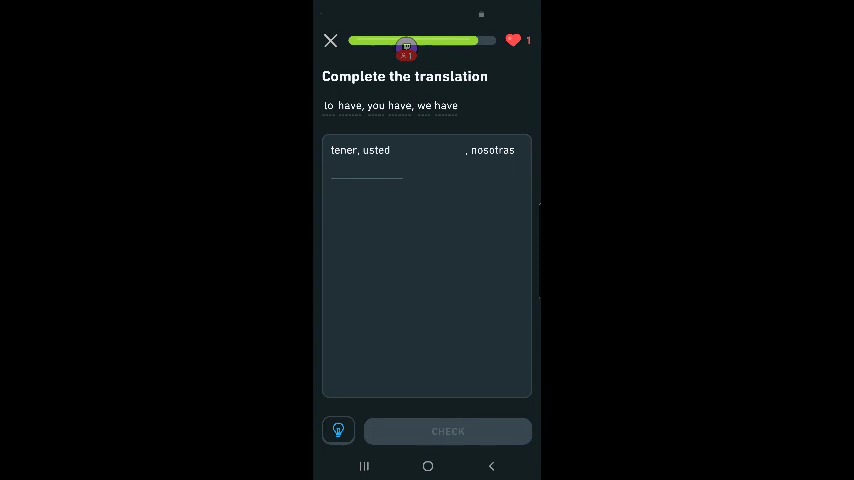 1
Complete the translation
to have, you have, we have
tener, usted , nosotras
CHECK